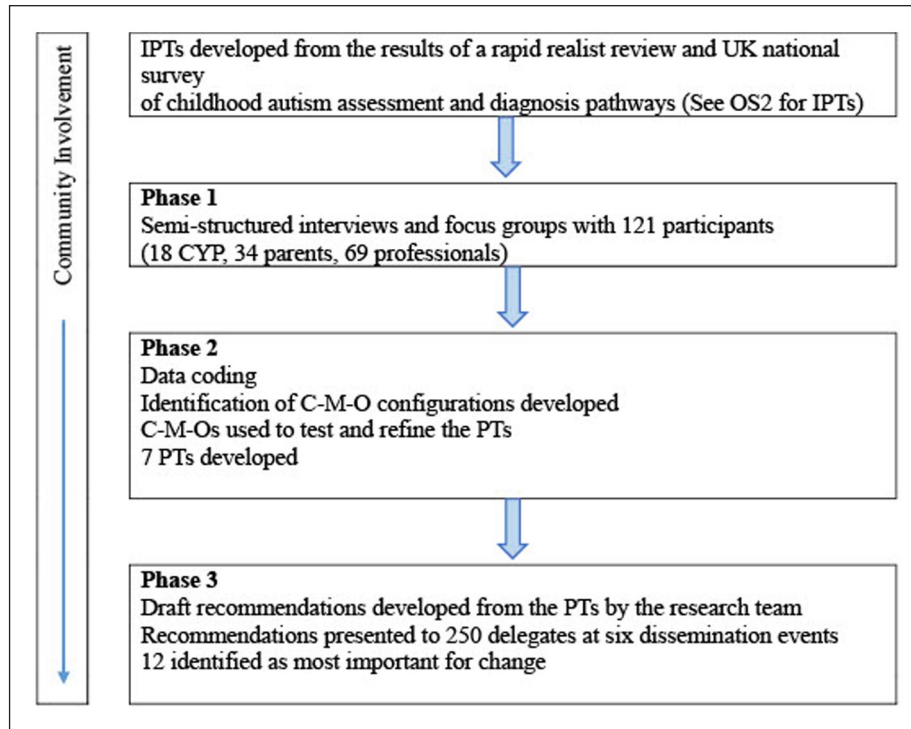 Community Involvement
IPTs developed from the results of a rapid realist review and UK national
survey
of childhood autism assessment and diagnosis pathways (See OS2 for IPTs)
Phase 1
Semi-structured interviews and focus groups with 121 participants
(18 CYP, 34 parents, 69 professionals)
Phase 2
Data coding
Identification of C-M-O configurations developed
C-M-Os used to test and refine the PTs
7 PTs developed
Phase 3
Draft recommendations developed from the PTs by the research team
Recommendations presented to 250 delegates at six dissemination events
12 identified as most important for change